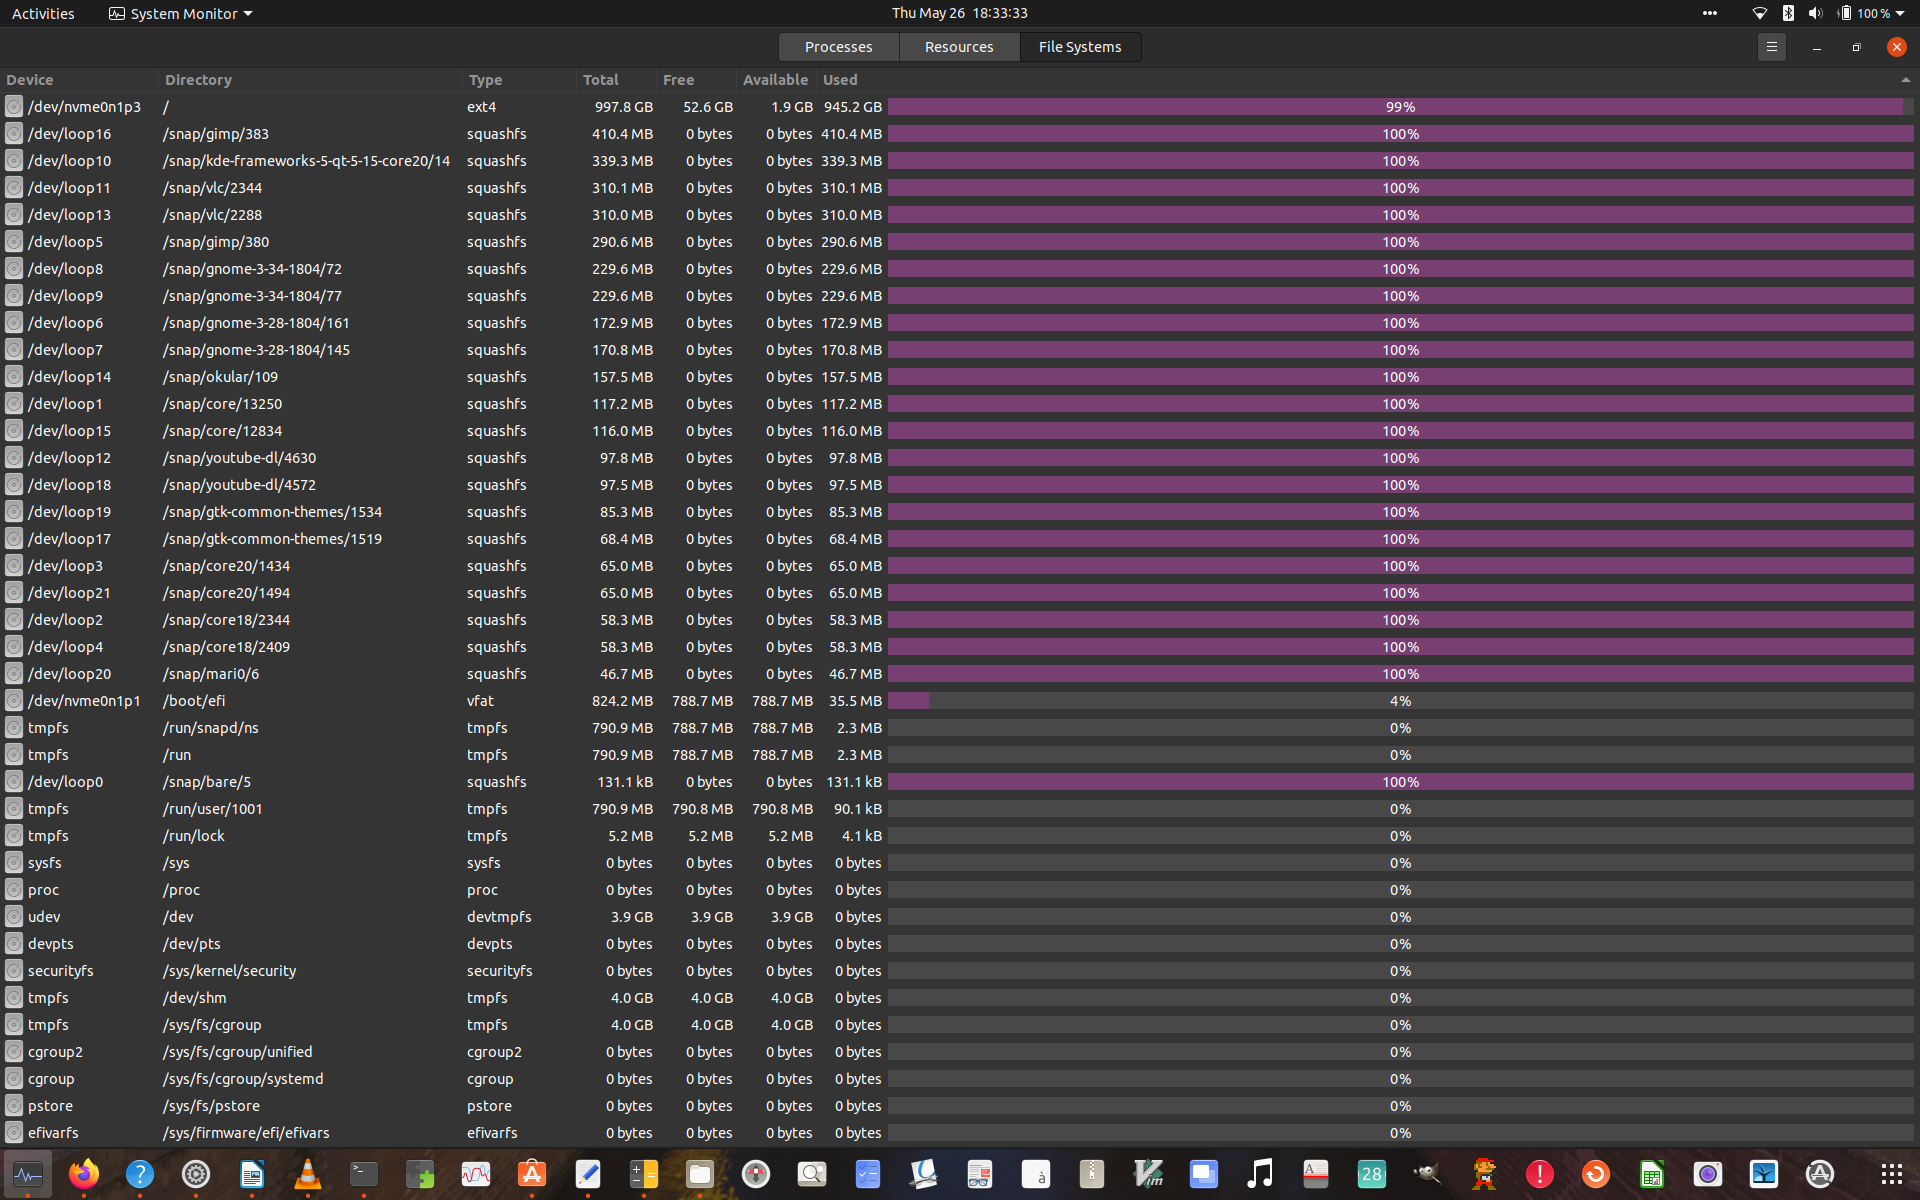 Activities System Monitor Thu May 26 18:33:33 100 %
Processes Resources File Systems
Device Directory Type Total Free Available Used
/dev/nvme0n1p3 / ext4 997.8 GB 52.6 GB 1.9 GB 945.2 GB 99%
/dev/loop16 /snap/gimp/383 squashfs 410.4 MB 0 bytes 0 bytes 410.4 MB 100%
/dev/loop10 /snap/kde-frameworks-5-qt-5-15-core20/14 squashfs 339.3 MB 0 bytes 0 bytes 339.3 MB 100%
/dev/loop11 /snap/vlc/2344 squashfs 310.1 MB 0 bytes 0 bytes 310.1 MB 100%
/dev/loop13 /snap/vlc/2288 squashfs 310.0 MB 0 bytes 0 bytes 310.0 MB 100%
/dev/loop5 /snap/gimp/380 squashfs 290.6 MB 0 bytes 0 bytes 290.6 MB 100%
/dev/loop8 /snap/gnome-3-34-1804/72 squashfs 229.6 MB 0 bytes 0 bytes 229.6 MB 100%
/dev/loop9 /snap/gnome-3-34-1804/77 squashfs 229.6 MB 0 bytes 0 bytes 229.6 MB 100%
/dev/loop6 /snap/gnome-3-28-1804/161 squashfs 172.9 MB 0 bytes 0 bytes 172.9 MB 100%
/dev/loop7 /snap/gnome-3-28-1804/145 squashfs 170.8 MB 0 bytes 0 bytes 170.8 MB 100%
/dev/loop14 /snap/okular/109 squashfs 157.5 MB 0 bytes 0 bytes 157.5 MB 100%
/dev/loop1 /snap/core/13250 squashfs 117.2 MB 0 bytes 0 bytes 117.2 MB 100%
/dev/loop15 /snap/core/12834 squashfs 116.0 MB 0 bytes 0 bytes 116.0 MB 100%
/dev/loop12 /snap/youtube-dl/4630 squashfs 97.8 MB 0 bytes 0 bytes 97.8 MB 100%
/dev/loop18 /snap/youtube-dl/4572 squashfs 97.5 MB 0 bytes 0 bytes 97.5 MB 100%
/dev/loop19 /snap/gtk-common-themes/1534 squashfs 85.3 MB 0 bytes 0 bytes 85.3 MB 100%
/dev/loop17 /snap/gtk-common-themes/1519 squashfs 68.4 MB 0 bytes 0 bytes 68.4 MB 100%
/dev/loop3 /snap/core20/1434 squashfs 65.0 MB 0 bytes 0 bytes 65.0 MB 100%
/dev/loop21 /snap/core20/1494 squashfs 65.0 MB 0 bytes 0 bytes 65.0 MB 100%
/dev/loop2 /snap/core18/2344 squashfs 58.3 MB 0 bytes 0 bytes 58.3 MB 100%
/dev/loop4 /snap/core18/2409 squashfs 58.3 MB 0 bytes 0 bytes 58.3 MB 100%
/dev/loop20 /snap/mari0/6 squashfs 46.7 MB 0 bytes 0 bytes 46.7 MB 100%
/dev/nvme0n1p1 /boot/efi vfat 824.2 MB 788.7 MB 788.7 MB 35.5 MB 4%
tmpfs /run/snapd/ns tmpfs 790.9 MB 788.7 MB 788.7 MB 2.3 MB 0%
tmpfs /run tmpfs 790.9 MB 788.7 MB 788.7 MB 2.3 MB 0%
/dev/loop0 /snap/bare/5 squashfs 131.1 kB 0 bytes 0 bytes 131.1 kB 100%
tmpfs /run/user/1001 tmpfs 790.9 MB 790.8 MB 790.8 MB 90.1 kB 0%
tmpfs /run/lock tmpfs 5.2 MB 5.2 MB 5.2 MB 4.1 kB 0%
sysfs /sys sysfs 0 bytes 0 bytes 0 bytes 0 bytes 0%
proc /proc proc 0 bytes 0 bytes 0 bytes 0 bytes 0%
udev /dev devtmpfs 3.9 GB 3.9 GB 3.9 GB 0 bytes 0%
devpts /dev/pts devpts 0 bytes 0 bytes 0 bytes 0 bytes 0%
securityfs /sys/kernel/security securityfs 0 bytes 0 bytes 0 bytes 0 bytes 0%
tmpfs /dev/shm tmpfs 4.0 GB 4.0 GB 4.0 GB 0 bytes 0%
tmpfs /sys/fs/cgroup tmpfs 4.0 GB 4.0 GB 4.0 GB 0 bytes 0%
cgroup2 /sys/fs/cgroup/unified cgroup2 0 bytes 0 bytes 0 bytes 0 bytes 0%
cgroup /sys/fs/cgroup/systemd cgroup 0 bytes 0 bytes 0 bytes 0 bytes 0%
pstore /sys/fs/pstore pstore 0 bytes 0 bytes 0 bytes 0 bytes 0%
efivarfs /sys/firmware/efi/efivars efivarfs 0 bytes 0 bytes 0 bytes 0 bytes 0%
? à Vim A 28